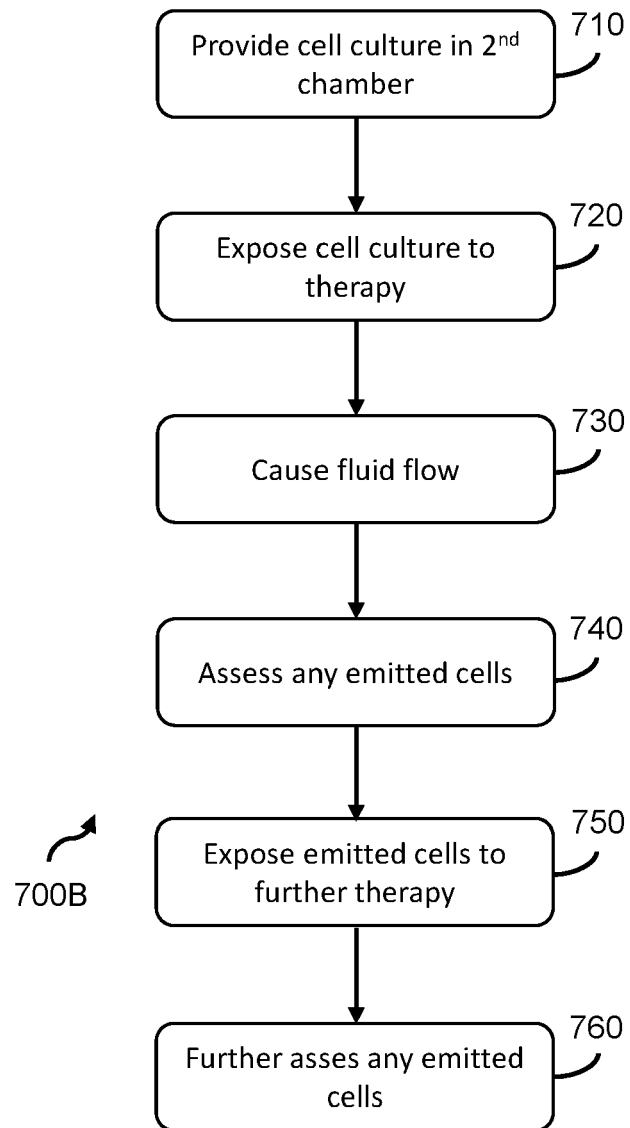 710
Provide cell culture in 2nd
chamber
720
Expose cell culture to
therapy
730
Cause fluid flow
740
Assess any emitted cells
750
Expose emitted cells to
further therapy
700B
760
Further asses any emitted
cells